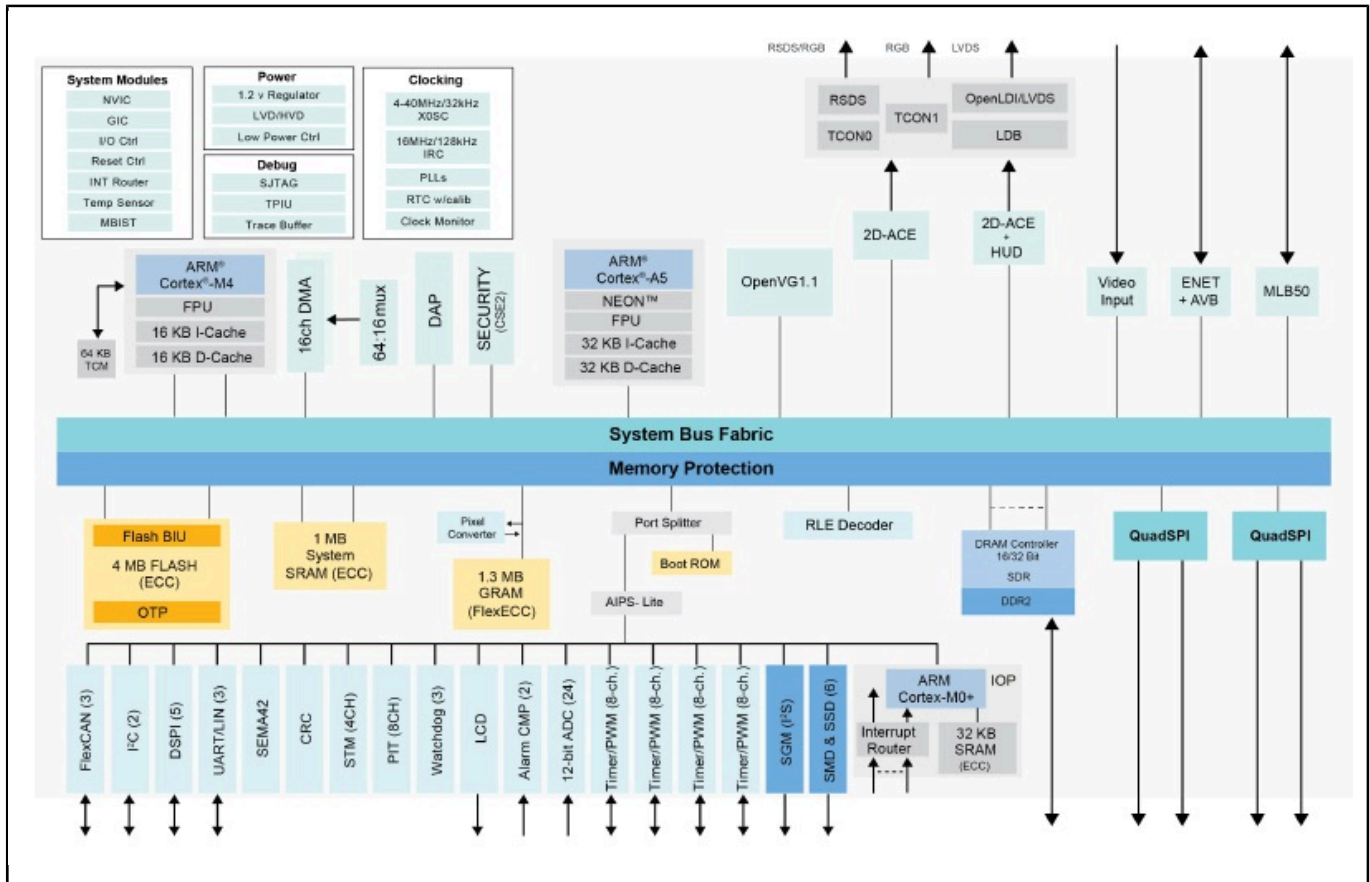 RSDS/RGB
RGB
LVDS
System Modules
NVIC
GIC
I/O Ctrl
Reset Ctrl
INT Router
Temp Sensor
MBIST
Power
1.2 v Regulator
LVD/HVD
Low Power Ctrl
Debug
SJTAG
TPIU
Trace Buffer
Clocking
4-40MHz/32kHz
X0SC
16MHz/128kHz
IRC
PLLs
RTC w/calib
Clock Monitor
RSDS
TCON0
TCON1
OpenLDI/LVDS
LDB
ARM®
Cortex®-M4
FPU
16 KB I-Cache
16 KB D-Cache
64 KB
TCM
16ch DMA
64:16 mux
DAP
SECURITY
(CSE2)
ARM®
Cortex®-A5
NEON™
FPU
32 KB I-Cache
32 KB D-Cache
OpenVG1.1
2D-ACE
2D-ACE
+
HUD
Video
Input
ENET
+ AVB
MLB50
System Bus Fabric
Memory Protection
Flash BIU
4 MB FLASH
(ECC)
OTP
1 MB
System
SRAM (ECC)
Pixel
Converter
1.3 MB
GRAM
(FlexECC)
Port Splitter
Boot ROM
AIPS- Lite
RLE Decoder
DRAM Controller
16/32 Bit
SDR
DDR2
QuadSPI
QuadSPI
FlexCAN (3)
I²C (2)
DSPI (5)
UART/LIN (3)
SEMA42
CRC
STM (4CH)
PIT (8CH)
Watchdog (3)
LCD
Alarm CMP (2)
12-bit ADC (24)
Timer/PWM (8-ch.)
Timer/PWM (8-ch.)
Timer/PWM (8-ch.)
Timer/PWM (8-ch.)
SGM (I²S)
SMD & SSD (6)
ARM
Cortex-M0+
IOP
Interrupt
Router
32 KB
SRAM
(ECC)